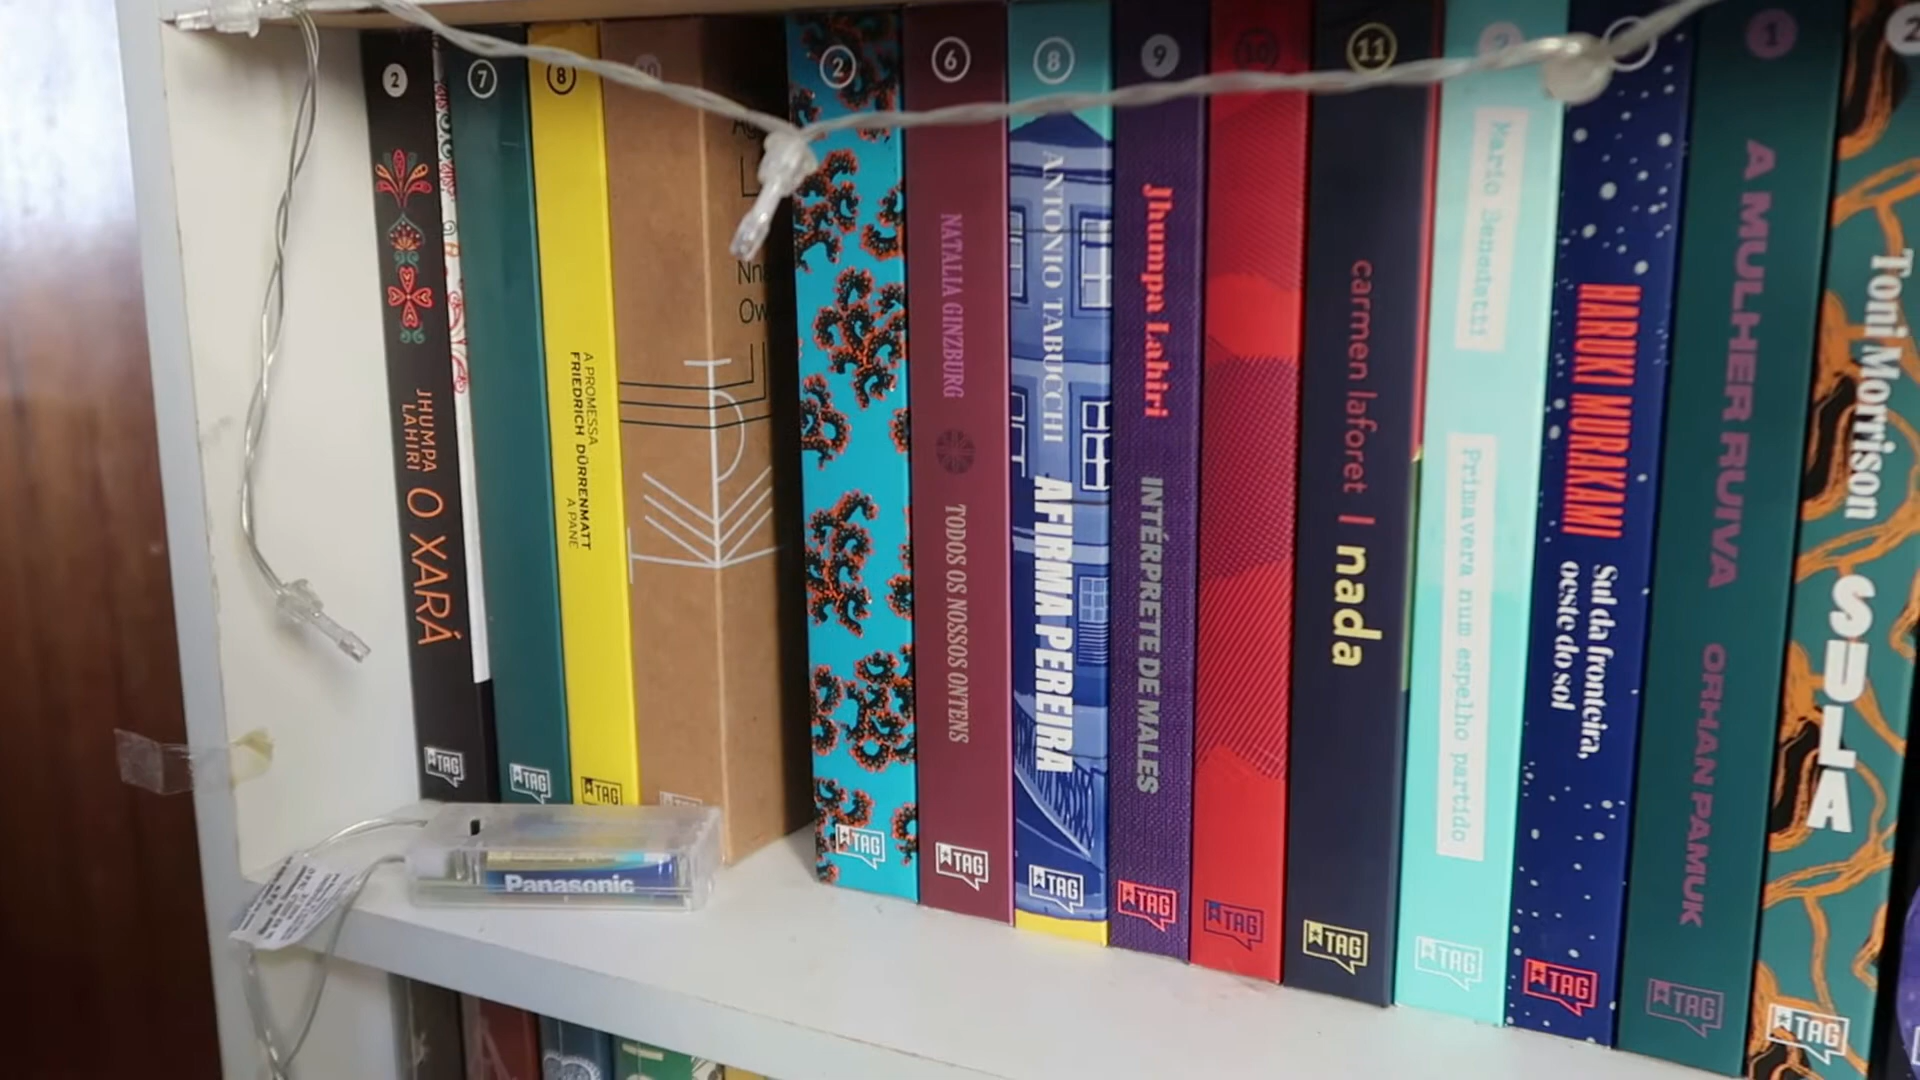 2
JHUMPA
LAHIRI
O XARÁ
TAG
7
TAG
8
A PROMESSA
FRIEDRICH DÜRRENMATT
A PANE
TAG
10
2
TAG
6
NATALIA GINZBURG
TODOS OS NOSSOS ONTENS
TAG
8
ANTONIO TABUCCHI
AFIRMA PEREIRA
TAG
9
Jhumpa Lahiri
INTÉRPRETE DE MALES
TAG
10
TAG
11
carmen laforet | nada
TAG
Mario Benedetti
Primavera num espelho partido
TAG
HARUKI MURAKAMI
Sul da fronteira,
oeste do sol
TAG
1
A MULHER RUIVA
ORHAN PAMUK
TAG
2
Toni Morrison
SULA
TAG
Panasonic